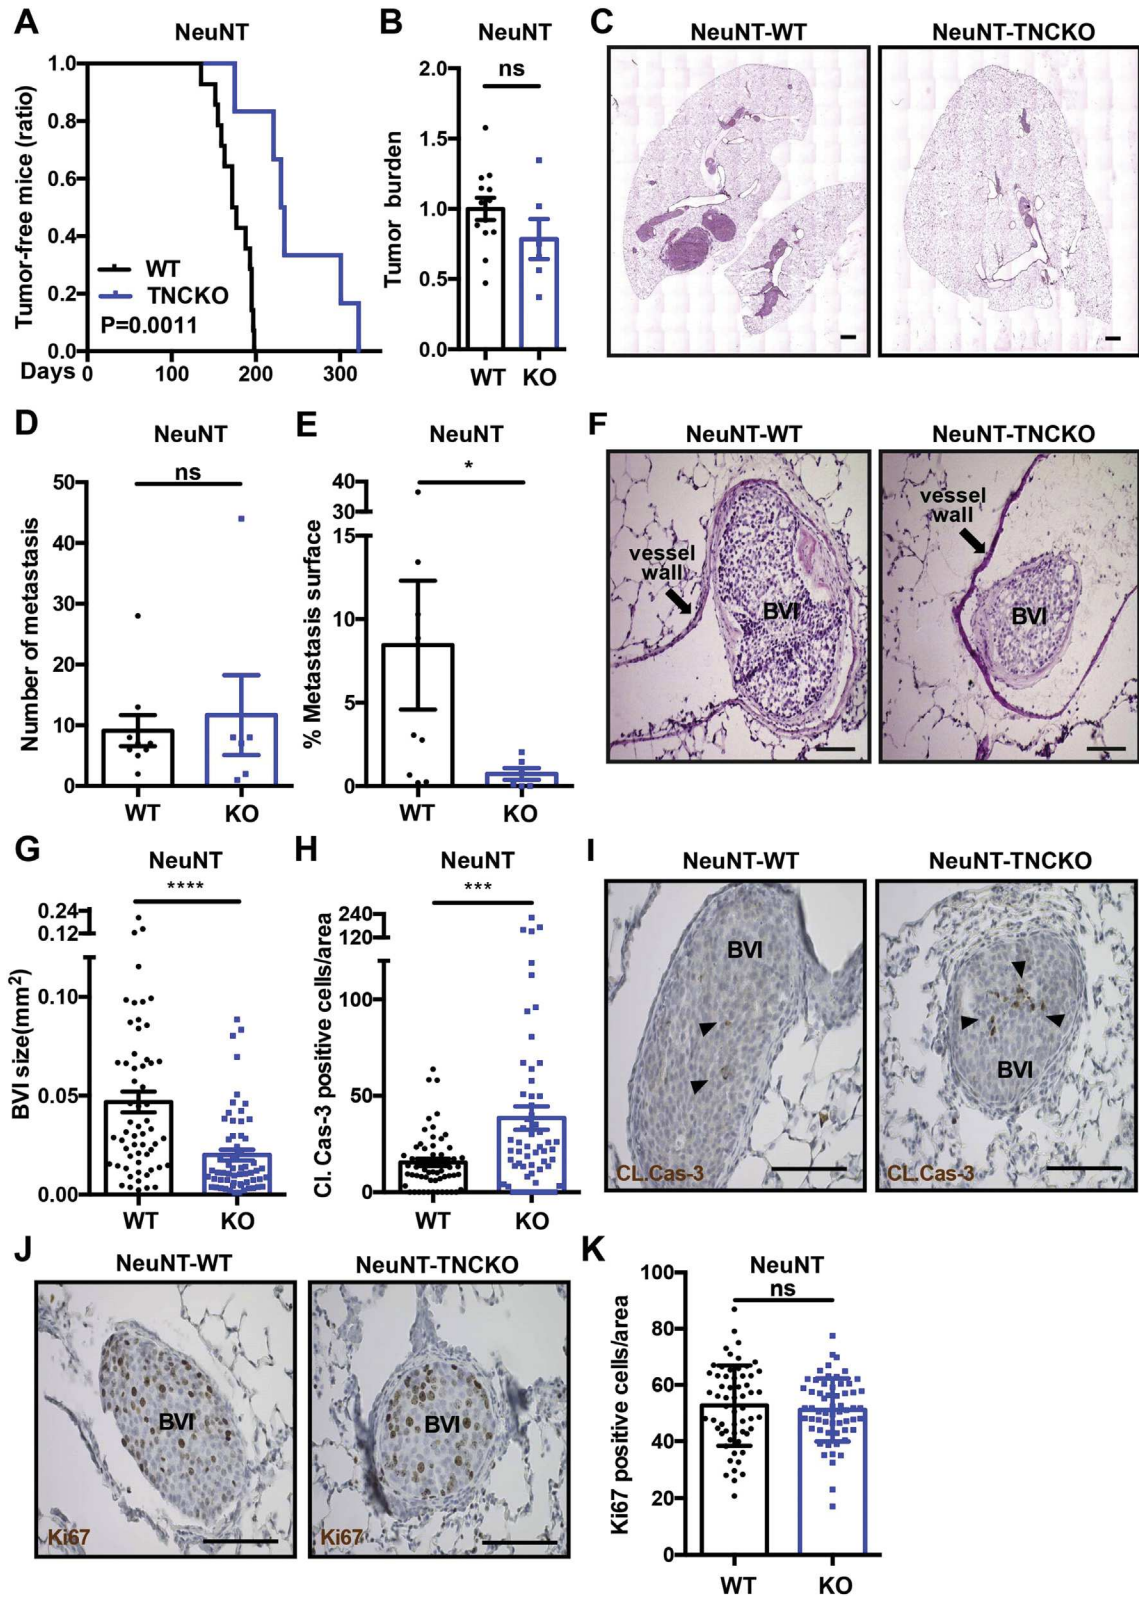 A
NeuNT
Tumor-free mice (ratio)
1.0
0.8
0.6
0.4
0.2
0.0
WT
TNCKO
P=0.0011
Days 0 100 200 300
B
NeuNT
ns
Tumor burden
2.0
1.5
1.0
0.5
0.0
WT KO
C
NeuNT-WT NeuNT-TNCKO
D
NeuNT
ns
Number of metastasis
50
40
30
20
10
0
WT KO
E
NeuNT
*
% Metastasis surface
40
30
15
10
5
0
WT KO
F
NeuNT-WT NeuNT-TNCKO
vessel
wall
BVI
vessel
wall
BVI
G
NeuNT
****
BVI size(mm2)
0.24
0.12
0.10
0.05
0.00
WT KO
H
NeuNT
***
Cl. Cas-3 positive cells/area
240
120
100
50
0
WT KO
I
NeuNT-WT NeuNT-TNCKO
BVI
CL.Cas-3
BVI
CL.Cas-3
J
NeuNT-WT NeuNT-TNCKO
BVI
Ki67
BVI
Ki67
K
NeuNT
ns
Ki67 positive cells/area
100
80
60
40
20
0
WT KO